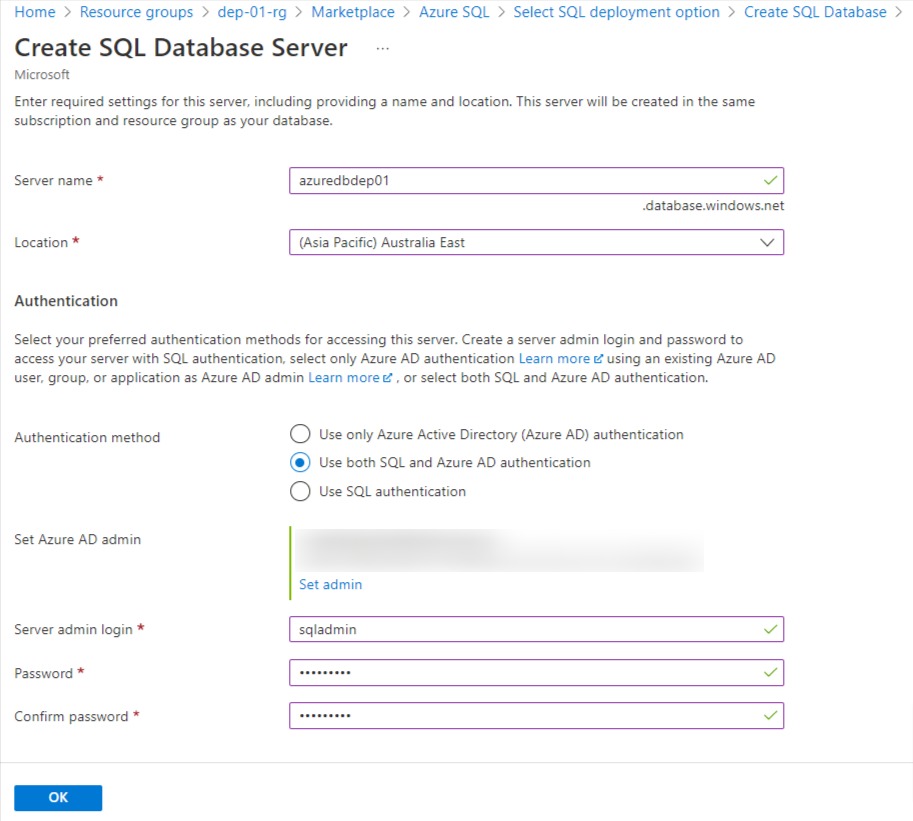 Home > Resource groups > dep-01-rg > Marketplace > Azure SQL > Select SQL deployment option > Create SQL Database >
Create SQL Database Server ...
Microsoft
Enter required settings for this server, including providing a name and location. This server will be created in the same
subscription and resource group as your database.
Server name * azuredbdep01
.database.windows.net
Location * (Asia Pacific) Australia East
Authentication
Select your preferred authentication methods for accessing this server. Create a server admin login and password to
access your server with SQL authentication, select only Azure AD authentication Learn more using an existing Azure AD
user, group, or application as Azure AD admin Learn more , or select both SQL and Azure AD authentication.
Authentication method Use only Azure Active Directory (Azure AD) authentication
Use both SQL and Azure AD authentication
Use SQL authentication
Set Azure AD admin
Set admin
Server admin login * sqladmin
Password * •••••••••
Confirm password * •••••••••
OK